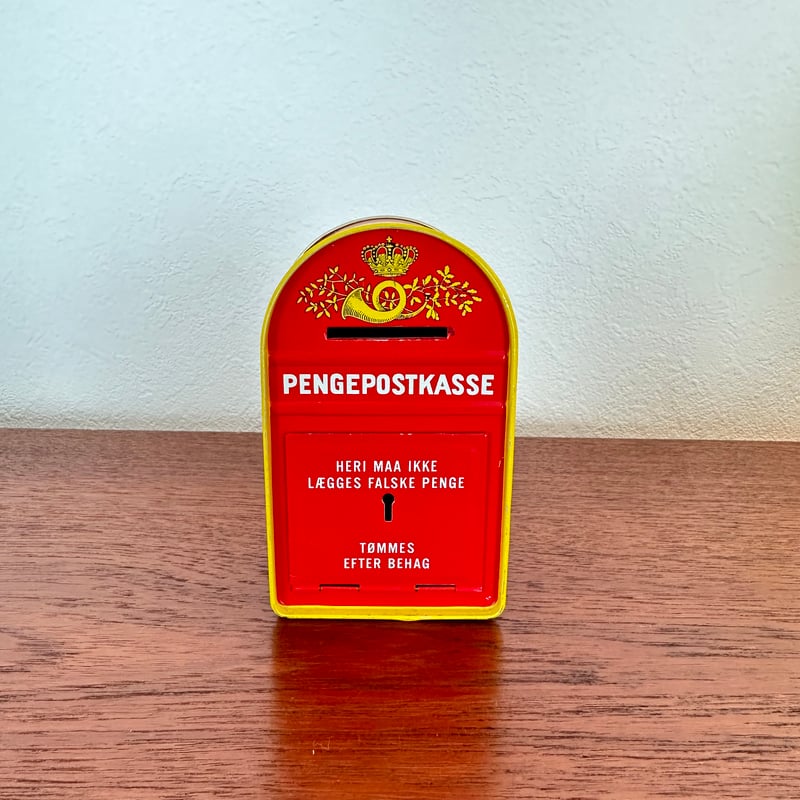 PENGEPOSTKASSE
HERI MAA IKKE
LÆGGES FALSKE PENGE
TØMMES
EFTER BEHAG